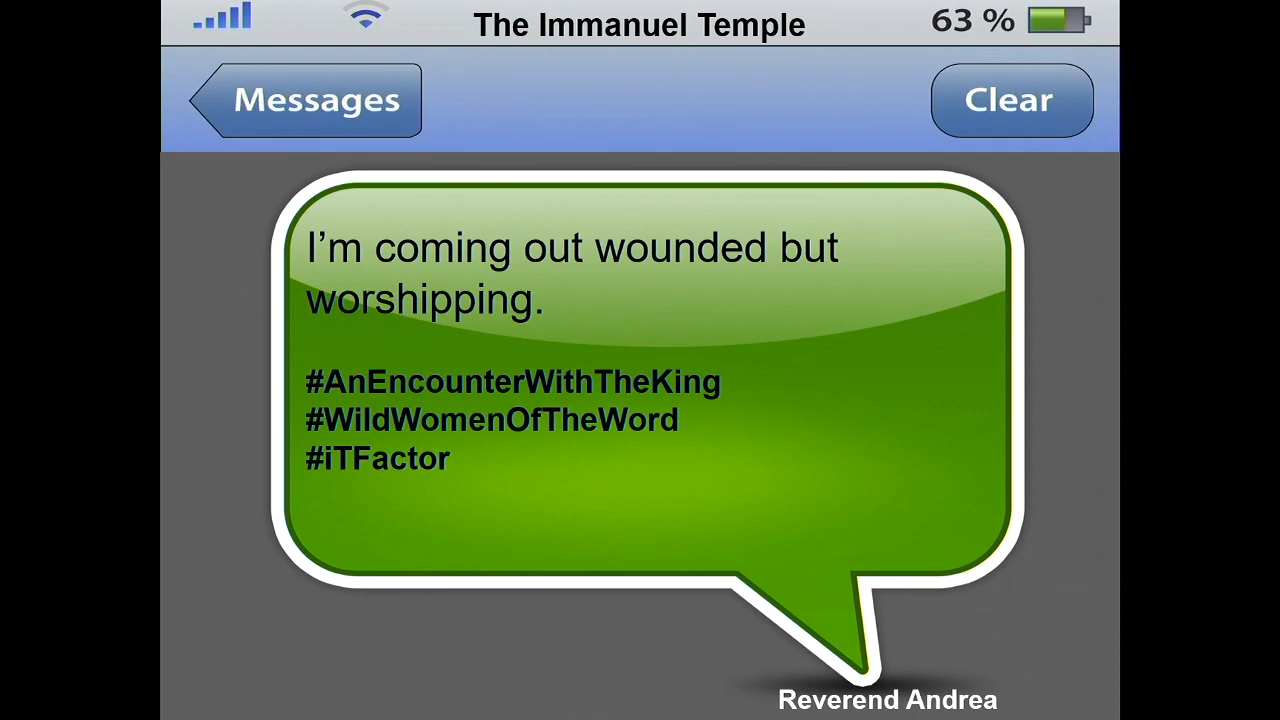 The Immanuel Temple
63 %
Messages
Clear
I’m coming out wounded but
worshipping.
#AnEncounterWithTheKing
#WildWomenOfTheWord
#iTFactor
Reverend Andrea